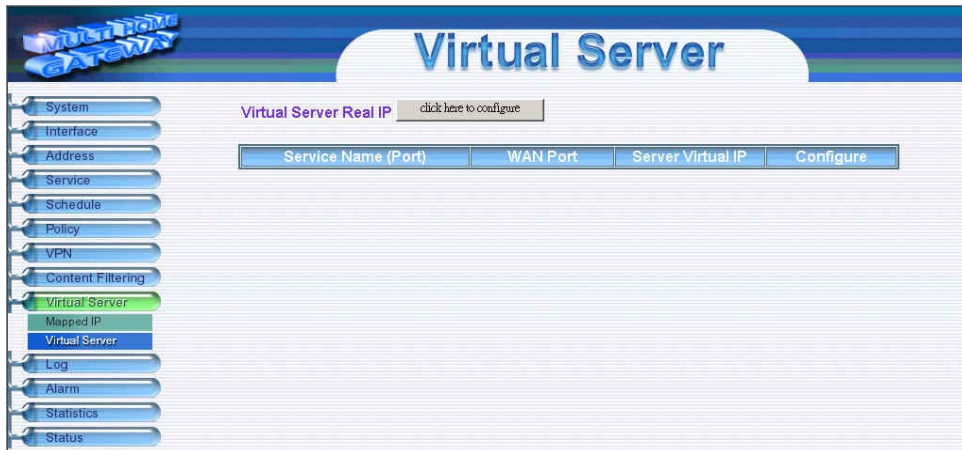 MULTI HOME
GATEWAY
Virtual Server
System
Interface
Address
Service
Schedule
Policy
VPN
Content Filtering
Virtual Server
Mapped IP
Virtual Server
Log
Alarm
Statistics
Status
Virtual Server Real IP click here to configure
Service Name (Port) WAN Port Server Virtual IP Configure